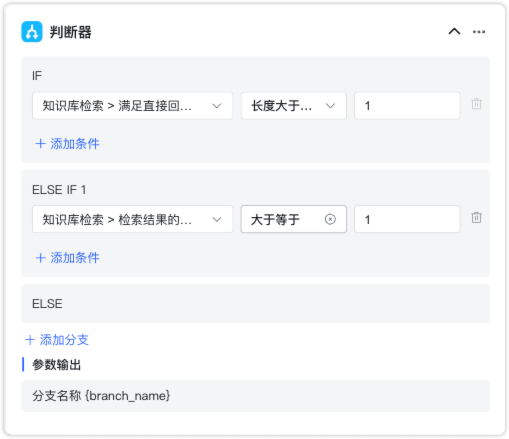 判断器
IF
知识库检索 > 满足直接回... 长度大于... 1
+ 添加条件
ELSE IF 1
知识库检索 > 检索结果的... 大于等于 1
+ 添加条件
ELSE
+ 添加分支
参数输出
分支名称 {branch_name}